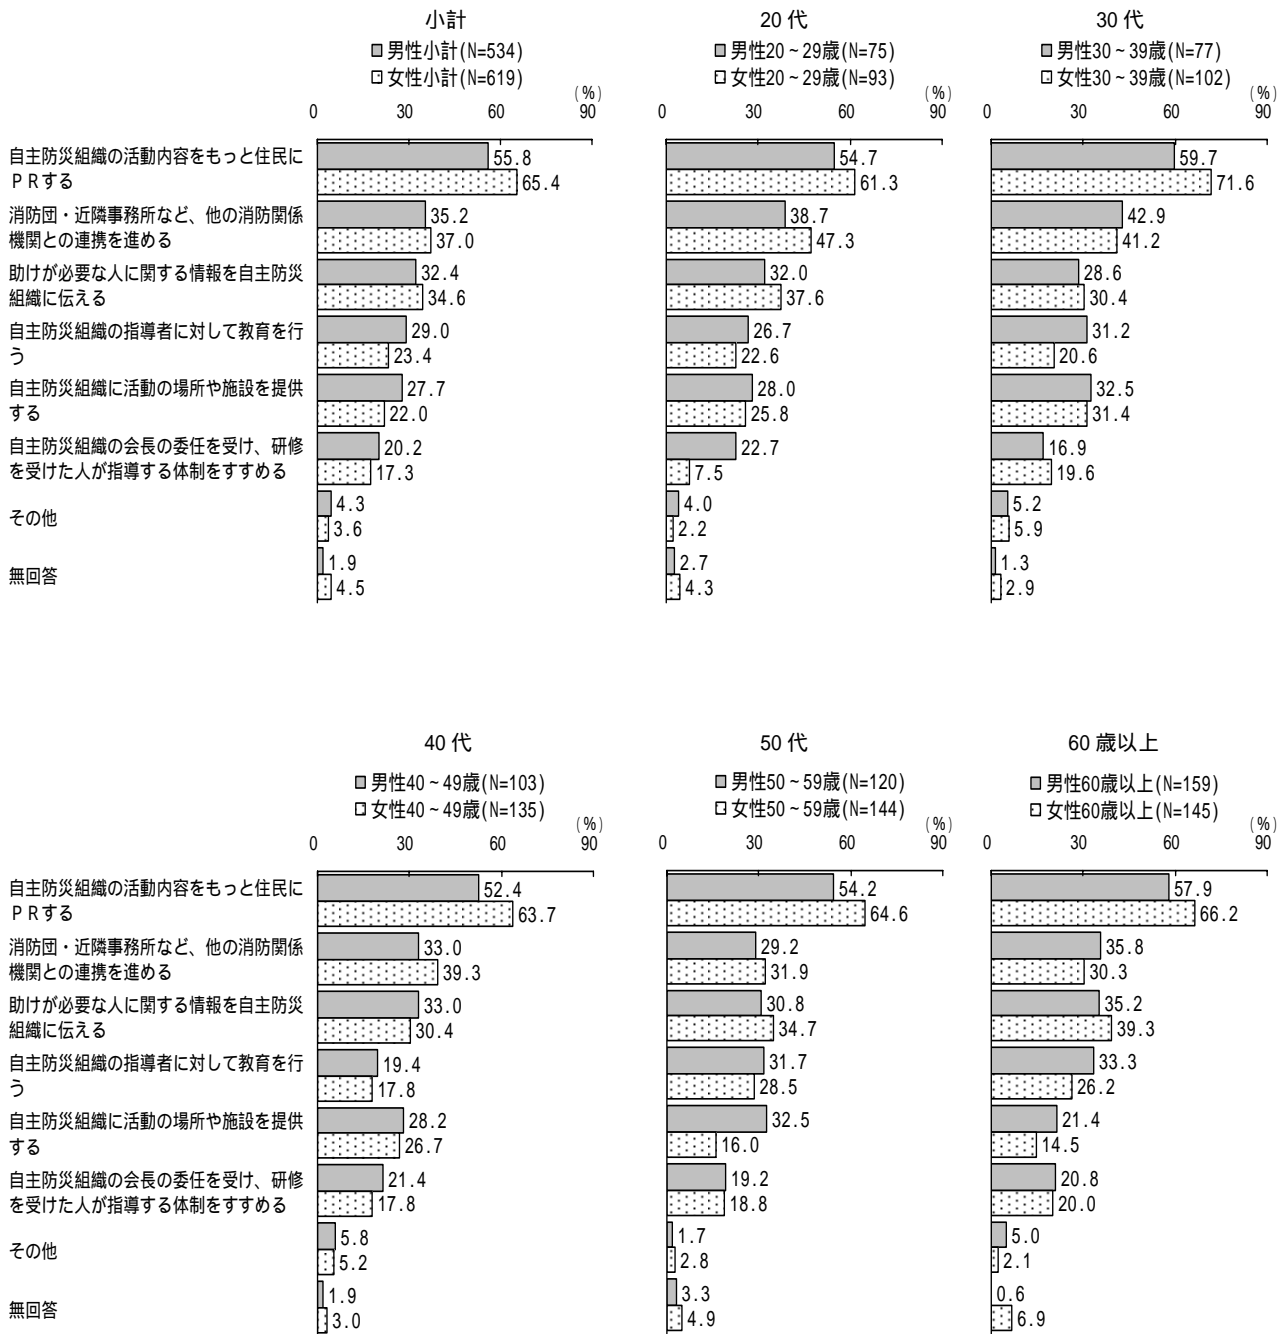 小計
■男性小計(N=534)
□女性小計(N=619)
(%)
0 30 60 90
20 代
■男性20~29歳(N=75)
□女性20~29歳(N=93)
(%)
0 30 60 90
30 代
■男性30~39歳(N=77)
□女性30~39歳(N=102)
(%)
0 30 60 90
自主防災組織の活動内容をもっと住民に
ＰＲする
55.8 54.7 59.7
65.4 61.3 71.6
消防団・近隣事務所など、他の消防関係
機関との連携を進める
35.2 38.7 42.9
37.0 47.3 41.2
助けが必要な人に関する情報を自主防災
組織に伝える
32.4 32.0 28.6
34.6 37.6 30.4
自主防災組織の指導者に対して教育を行
う
29.0 26.7 31.2
23.4 22.6 20.6
自主防災組織に活動の場所や施設を提供
する
27.7 28.0 32.5
22.0 25.8 31.4
自主防災組織の会長の委任を受け、研修
を受けた人が指導する体制をすすめる
20.2 22.7 16.9
17.3 7.5 19.6
その他
4.3 4.0 5.2
3.6 2.2 5.9
無回答
1.9 2.7 1.3
4.5 4.3 2.9
40 代
■男性40~49歳(N=103)
□女性40~49歳(N=135)
(%)
0 30 60 90
50 代
■男性50~59歳(N=120)
□女性50~59歳(N=144)
(%)
0 30 60 90
60 歳以上
■男性60歳以上(N=159)
□女性60歳以上(N=145)
(%)
0 30 60 90
自主防災組織の活動内容をもっと住民に
ＰＲする
52.4 54.2 57.9
63.7 64.6 66.2
消防団・近隣事務所など、他の消防関係
機関との連携を進める
33.0 29.2 35.8
39.3 31.9 30.3
助けが必要な人に関する情報を自主防災
組織に伝える
33.0 30.8 35.2
30.4 34.7 39.3
自主防災組織の指導者に対して教育を行
う
19.4 31.7 33.3
17.8 28.5 26.2
自主防災組織に活動の場所や施設を提供
する
28.2 32.5 21.4
26.7 16.0 14.5
自主防災組織の会長の委任を受け、研修
を受けた人が指導する体制をすすめる
21.4 19.2 20.8
17.8 18.8 20.0
その他
5.8 1.7 5.0
5.2 2.8 2.1
無回答
1.9 3.3 0.6
3.0 4.9 6.9